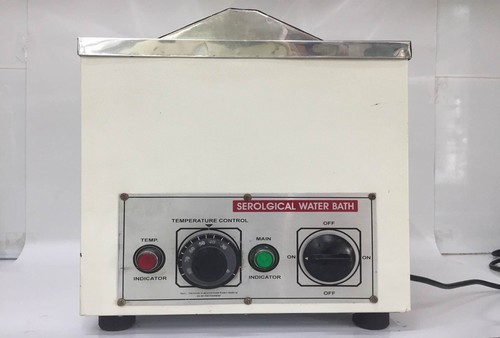 SEROLGICAL WATER BATH
TEMPERATURE CONTROL
OFF
TEMP.
MAIN
ON
ON
INDICATOR
INDICATOR
OFF